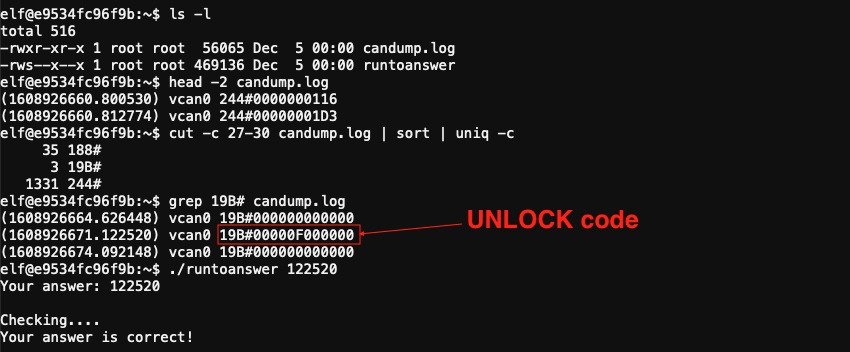 elf@e9534fc96f9b:~$ ls -l
total 516
-rwxr-xr-x 1 root root  56065 Dec  5 00:00 candump.log
-rws--x--x 1 root root 469136 Dec  5 00:00 runtoanswer
elf@e9534fc96f9b:~$ head -2 candump.log
(1608926660.800530) vcan0 244#0000000116
(1608926660.812774) vcan0 244#00000001D3
elf@e9534fc96f9b:~$ cut -c 27-30 candump.log | sort | uniq -c
     35 188#
      3 19B#
   1331 244#
elf@e9534fc96f9b:~$ grep 19B# candump.log
(1608926664.626448) vcan0 19B#000000000000
(1608926671.122520) vcan0 19B#00000F000000
UNLOCK code
(1608926674.092148) vcan0 19B#000000000000
elf@e9534fc96f9b:~$ ./runtoanswer 122520
Your answer: 122520
Checking....
Your answer is correct!